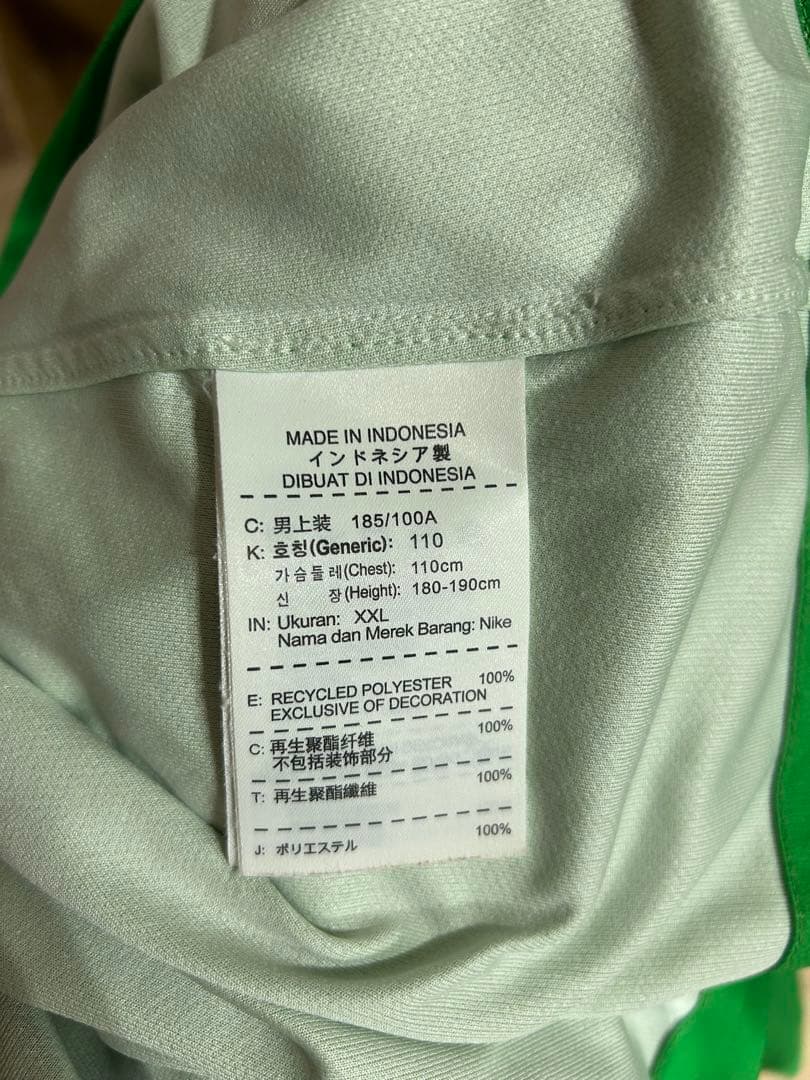 MADE IN INDONESIA
インドネシア製
DIBUAT DI INDONESIA
C: 男上装 185/100A
K: 호칭(Generic): 110
가슴둘레(Chest): 110cm
신 장(Height): 180-190cm
IN: Ukuran: XXL
Nama dan Merek Barang: Nike
E: RECYCLED POLYESTER 100%
EXCLUSIVE OF DECORATION
C: 再生聚酯纤维 100%
不包括装饰部分
T: 再生聚酯纖維 100%
J: ポリエステル 100%